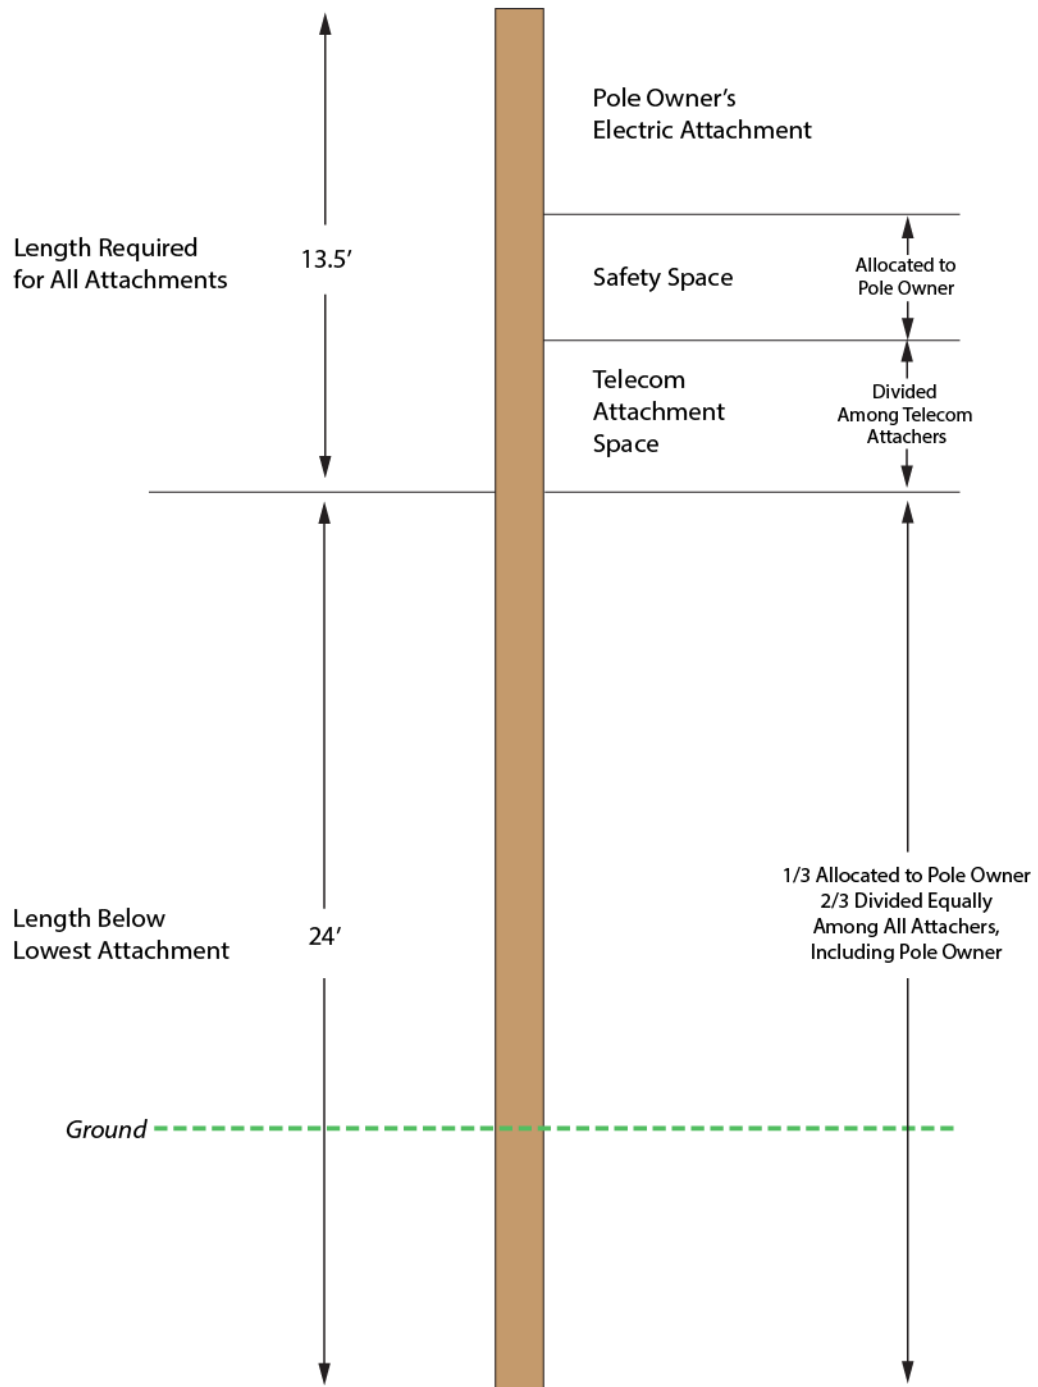 Pole Owner’s
Electric Attachment
Length Required
for All Attachments
13.5’
Safety Space
Allocated to
Pole Owner
Telecom
Attachment
Space
Divided
Among Telecom
Attachers
Length Below
Lowest Attachment
24’
1/3 Allocated to Pole Owner
2/3 Divided Equally
Among All Attachers,
Including Pole Owner
Ground